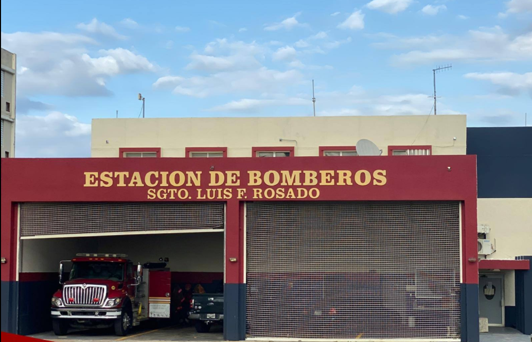 ESTACION DE BOMBEROS
SGTO. LUIS F. ROSADO